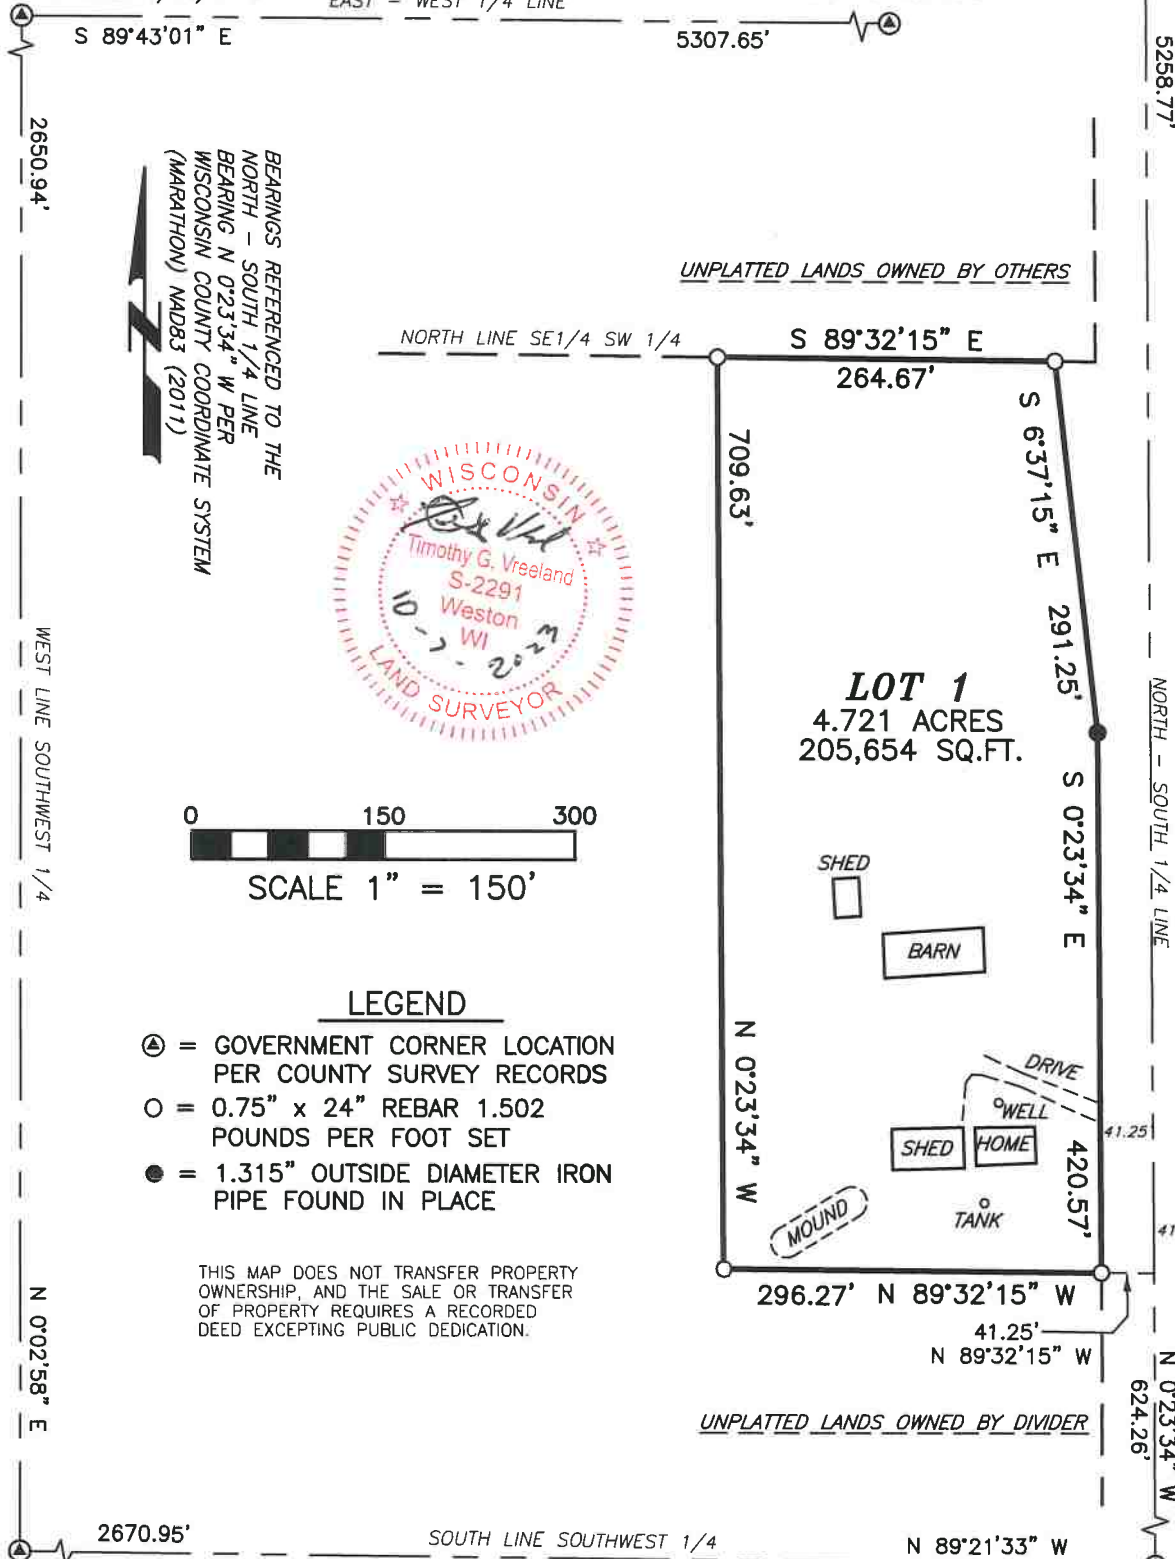 EAST - WEST 1/4 LINE
S 89°43'01" E
5307.65'
5258.77'
2650.94'
BEARINGS REFERENCED TO THE
NORTH - SOUTH 1/4 LINE
BEARING N 0°23'34" W PER
WISCONSIN COUNTY COORDINATE SYSTEM
(MARATHON) NAD83 (2011)
UNPLATTED LANDS OWNED BY OTHERS
NORTH LINE SE1/4 SW 1/4
S 89°32'15" E
264.67'
S 6°37'15" E 291.25'
709.63'
WISCONSIN
Timothy G. Vreeland
S-2291
Weston
WI
10-7-2023
LAND SURVEYOR
LOT 1
4.721 ACRES
205,654 SQ.FT.
WEST LINE SOUTHWEST 1/4
NORTH - SOUTH 1/4 LINE
S 0°23'34" E
420.57'
0 150 300
SCALE 1" = 150'
SHED
BARN
DRIVE
WELL
SHED
HOME
41.25'
TANK
MOUND
41
N 0°23'34" W
LEGEND
= GOVERNMENT CORNER LOCATION
PER COUNTY SURVEY RECORDS
= 0.75" x 24" REBAR 1.502
POUNDS PER FOOT SET
= 1.315" OUTSIDE DIAMETER IRON
PIPE FOUND IN PLACE
THIS MAP DOES NOT TRANSFER PROPERTY
OWNERSHIP, AND THE SALE OR TRANSFER
OF PROPERTY REQUIRES A RECORDED
DEED EXCEPTING PUBLIC DEDICATION.
296.27' N 89°32'15" W
41.25'
N 89°32'15" W
N 0°23'34" W
624.26'
N 0°02'58" E
UNPLATTED LANDS OWNED BY DIVIDER
2670.95'
SOUTH LINE SOUTHWEST 1/4
N 89°21'33" W